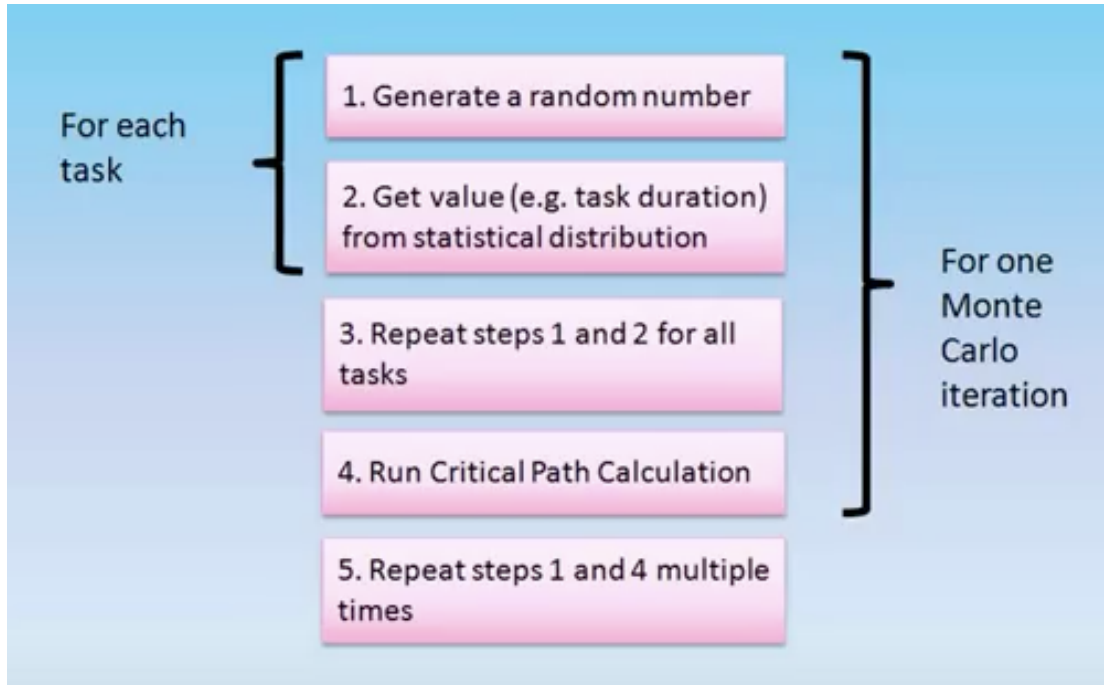 For each
task
1. Generate a random number
2. Get value (e.g. task duration)
from statistical distribution
3. Repeat steps 1 and 2 for all
tasks
4. Run Critical Path Calculation
5. Repeat steps 1 and 4 multiple
times
For one
Monte
Carlo
iteration